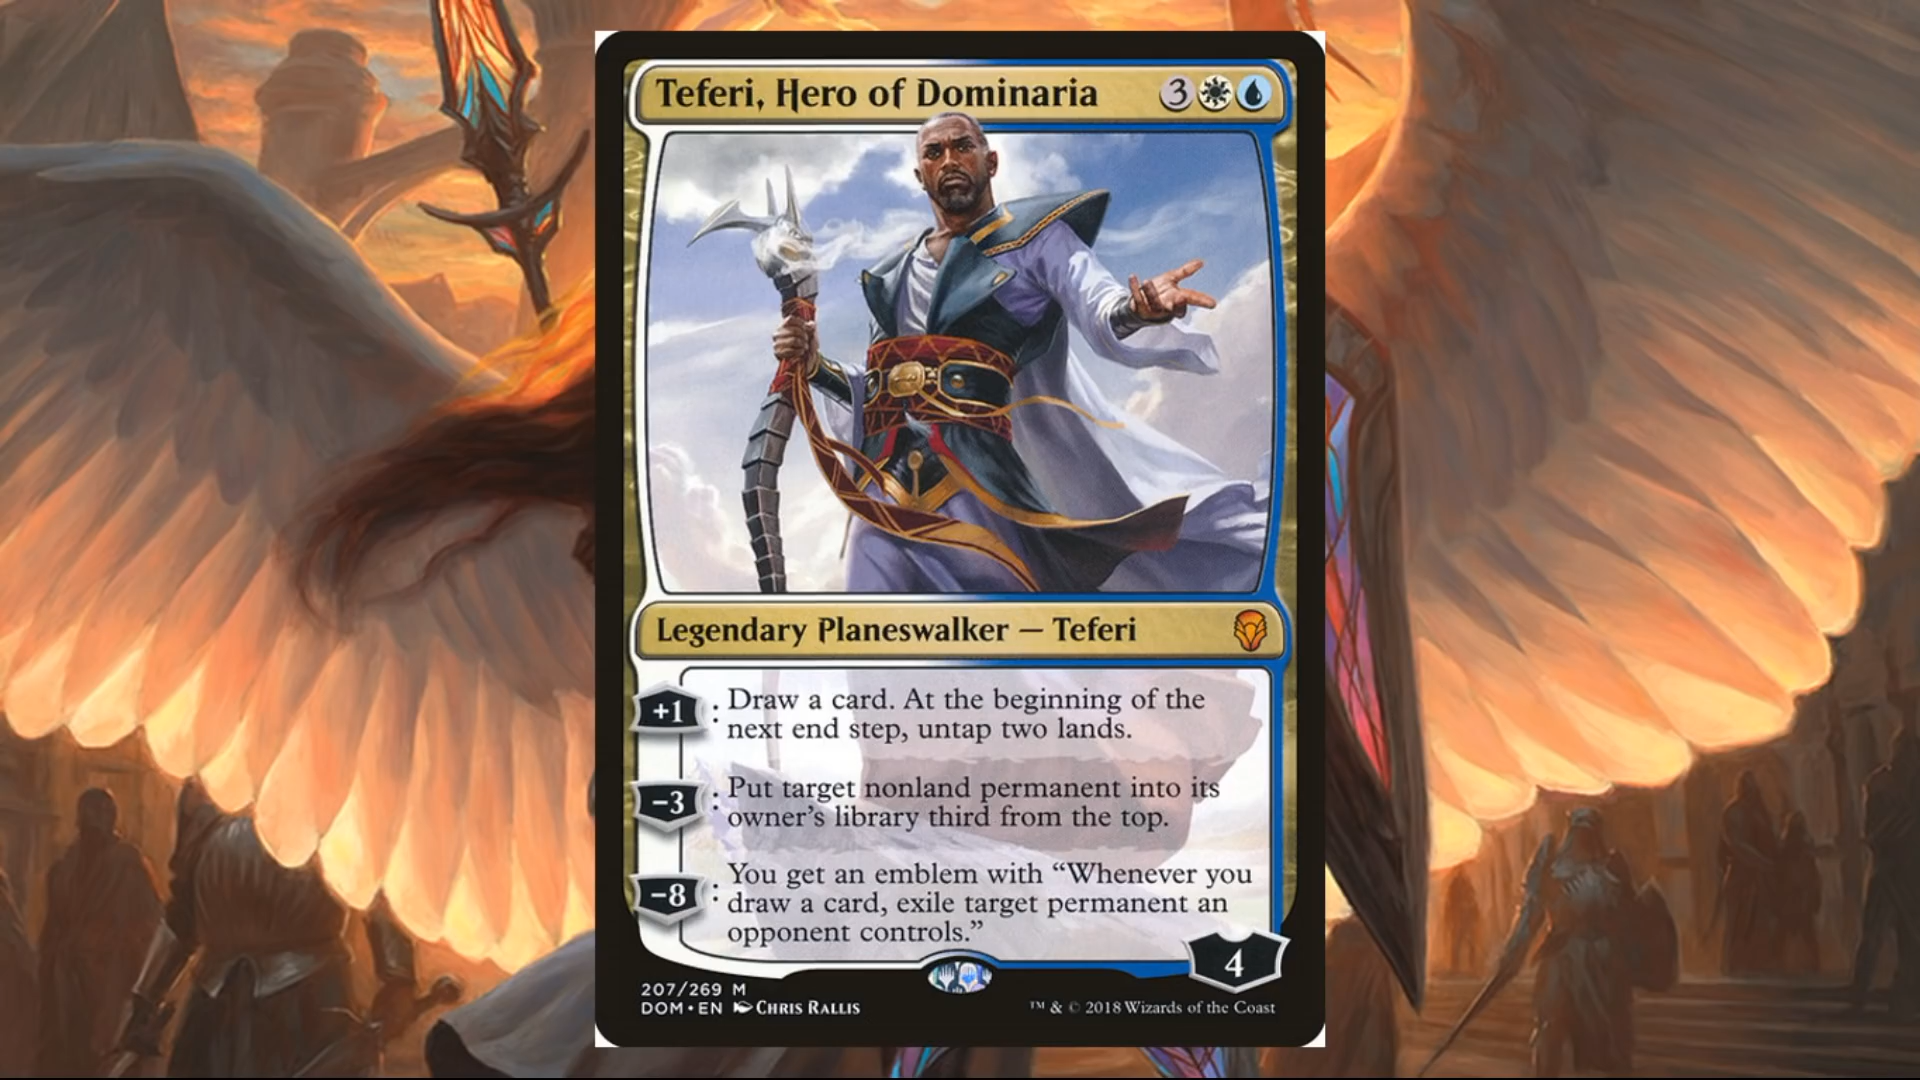 Teferi, Hero of Dominaria 3
Legendary Planeswalker — Teferi
+1 : Draw a card. At the beginning of the
next end step, untap two lands.
−3 : Put target nonland permanent into its
owner's library third from the top.
−8 : You get an emblem with “Whenever you
draw a card, exile target permanent an
opponent controls.”
4
207/269 M
DOM • EN Chris Rallis
™ & © 2018 Wizards of the Coast